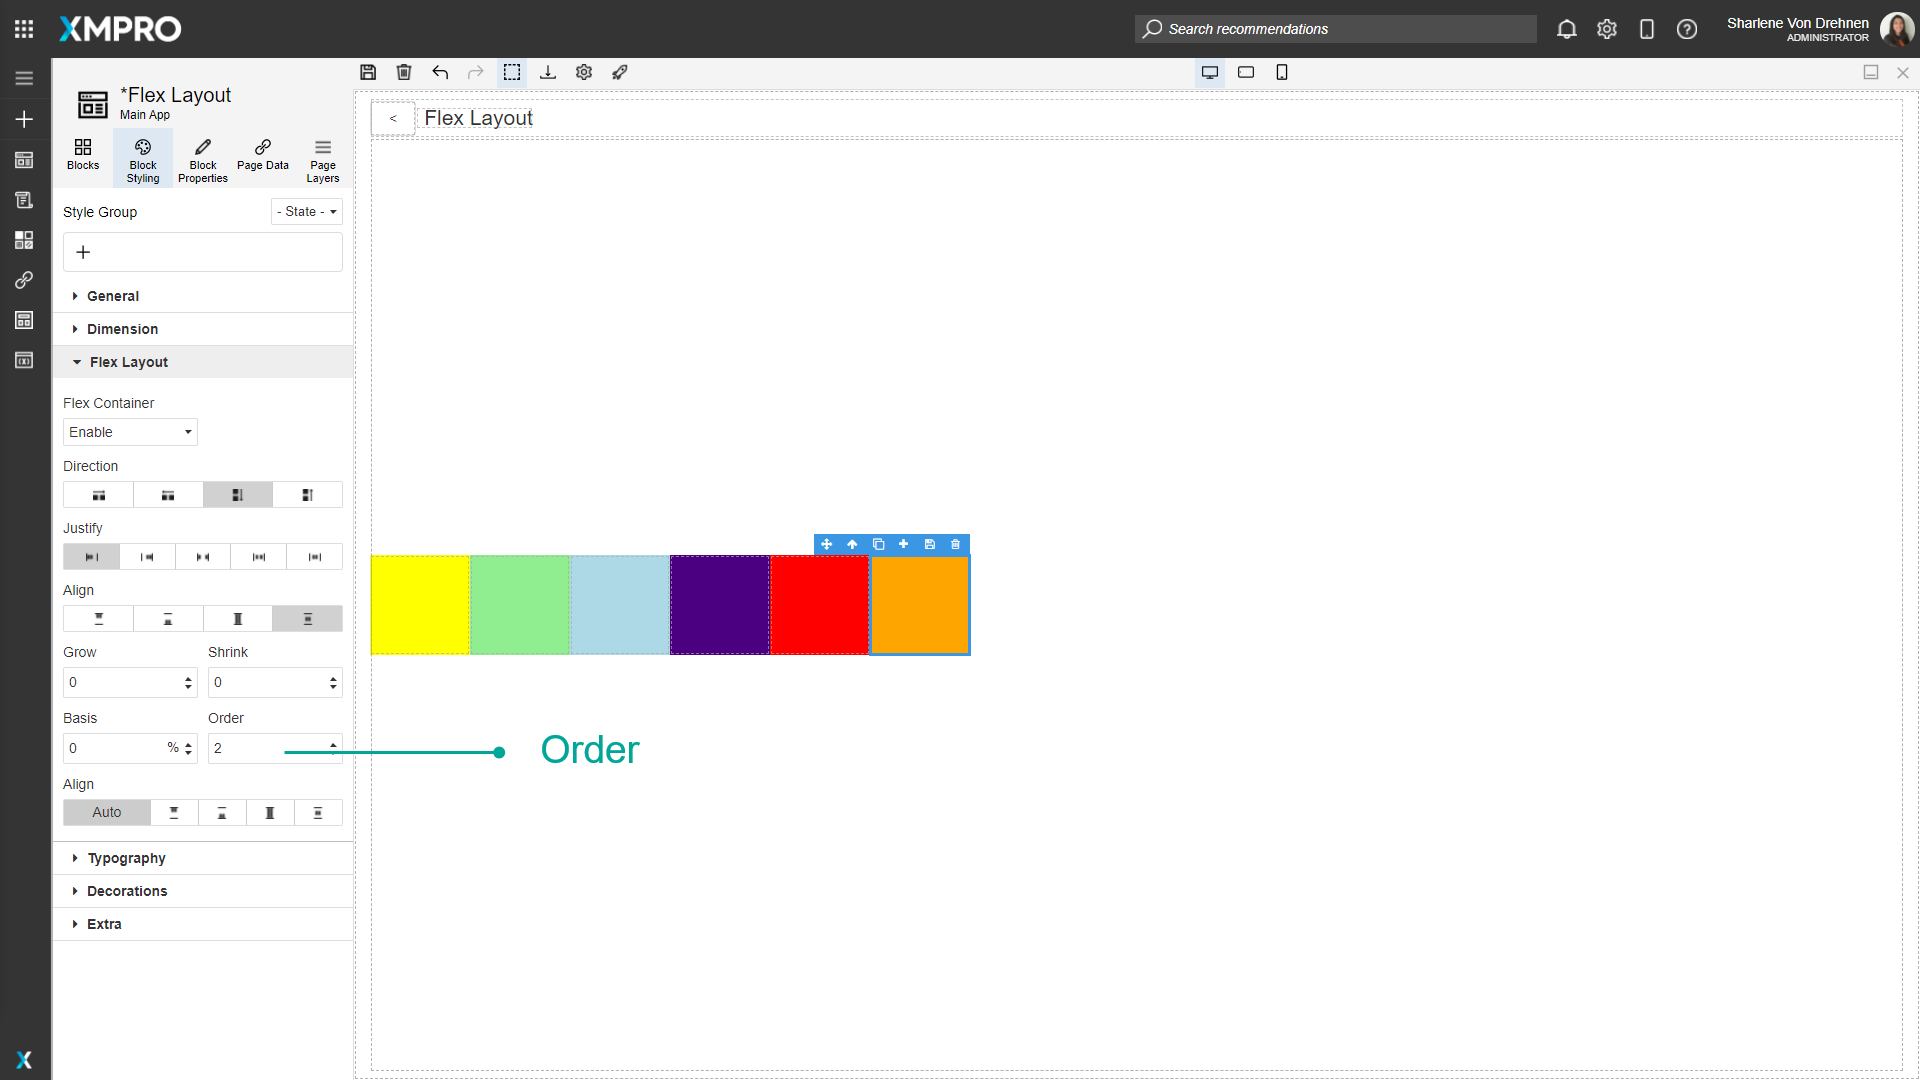 XMPRO
Search recommendations
Sharlene Von Drehnen
ADMINISTRATOR
*Flex Layout
Main App
Blocks
Block Styling
Block Properties
Page Data
Page Layers
< Flex Layout
Style Group
- State -
+
General
Dimension
Flex Layout
Flex Container
Enable
Direction
Justify
Align
Grow Shrink
0 0
Basis Order
0 % 2
Order
Align
Auto
Typography
Decorations
Extra
X